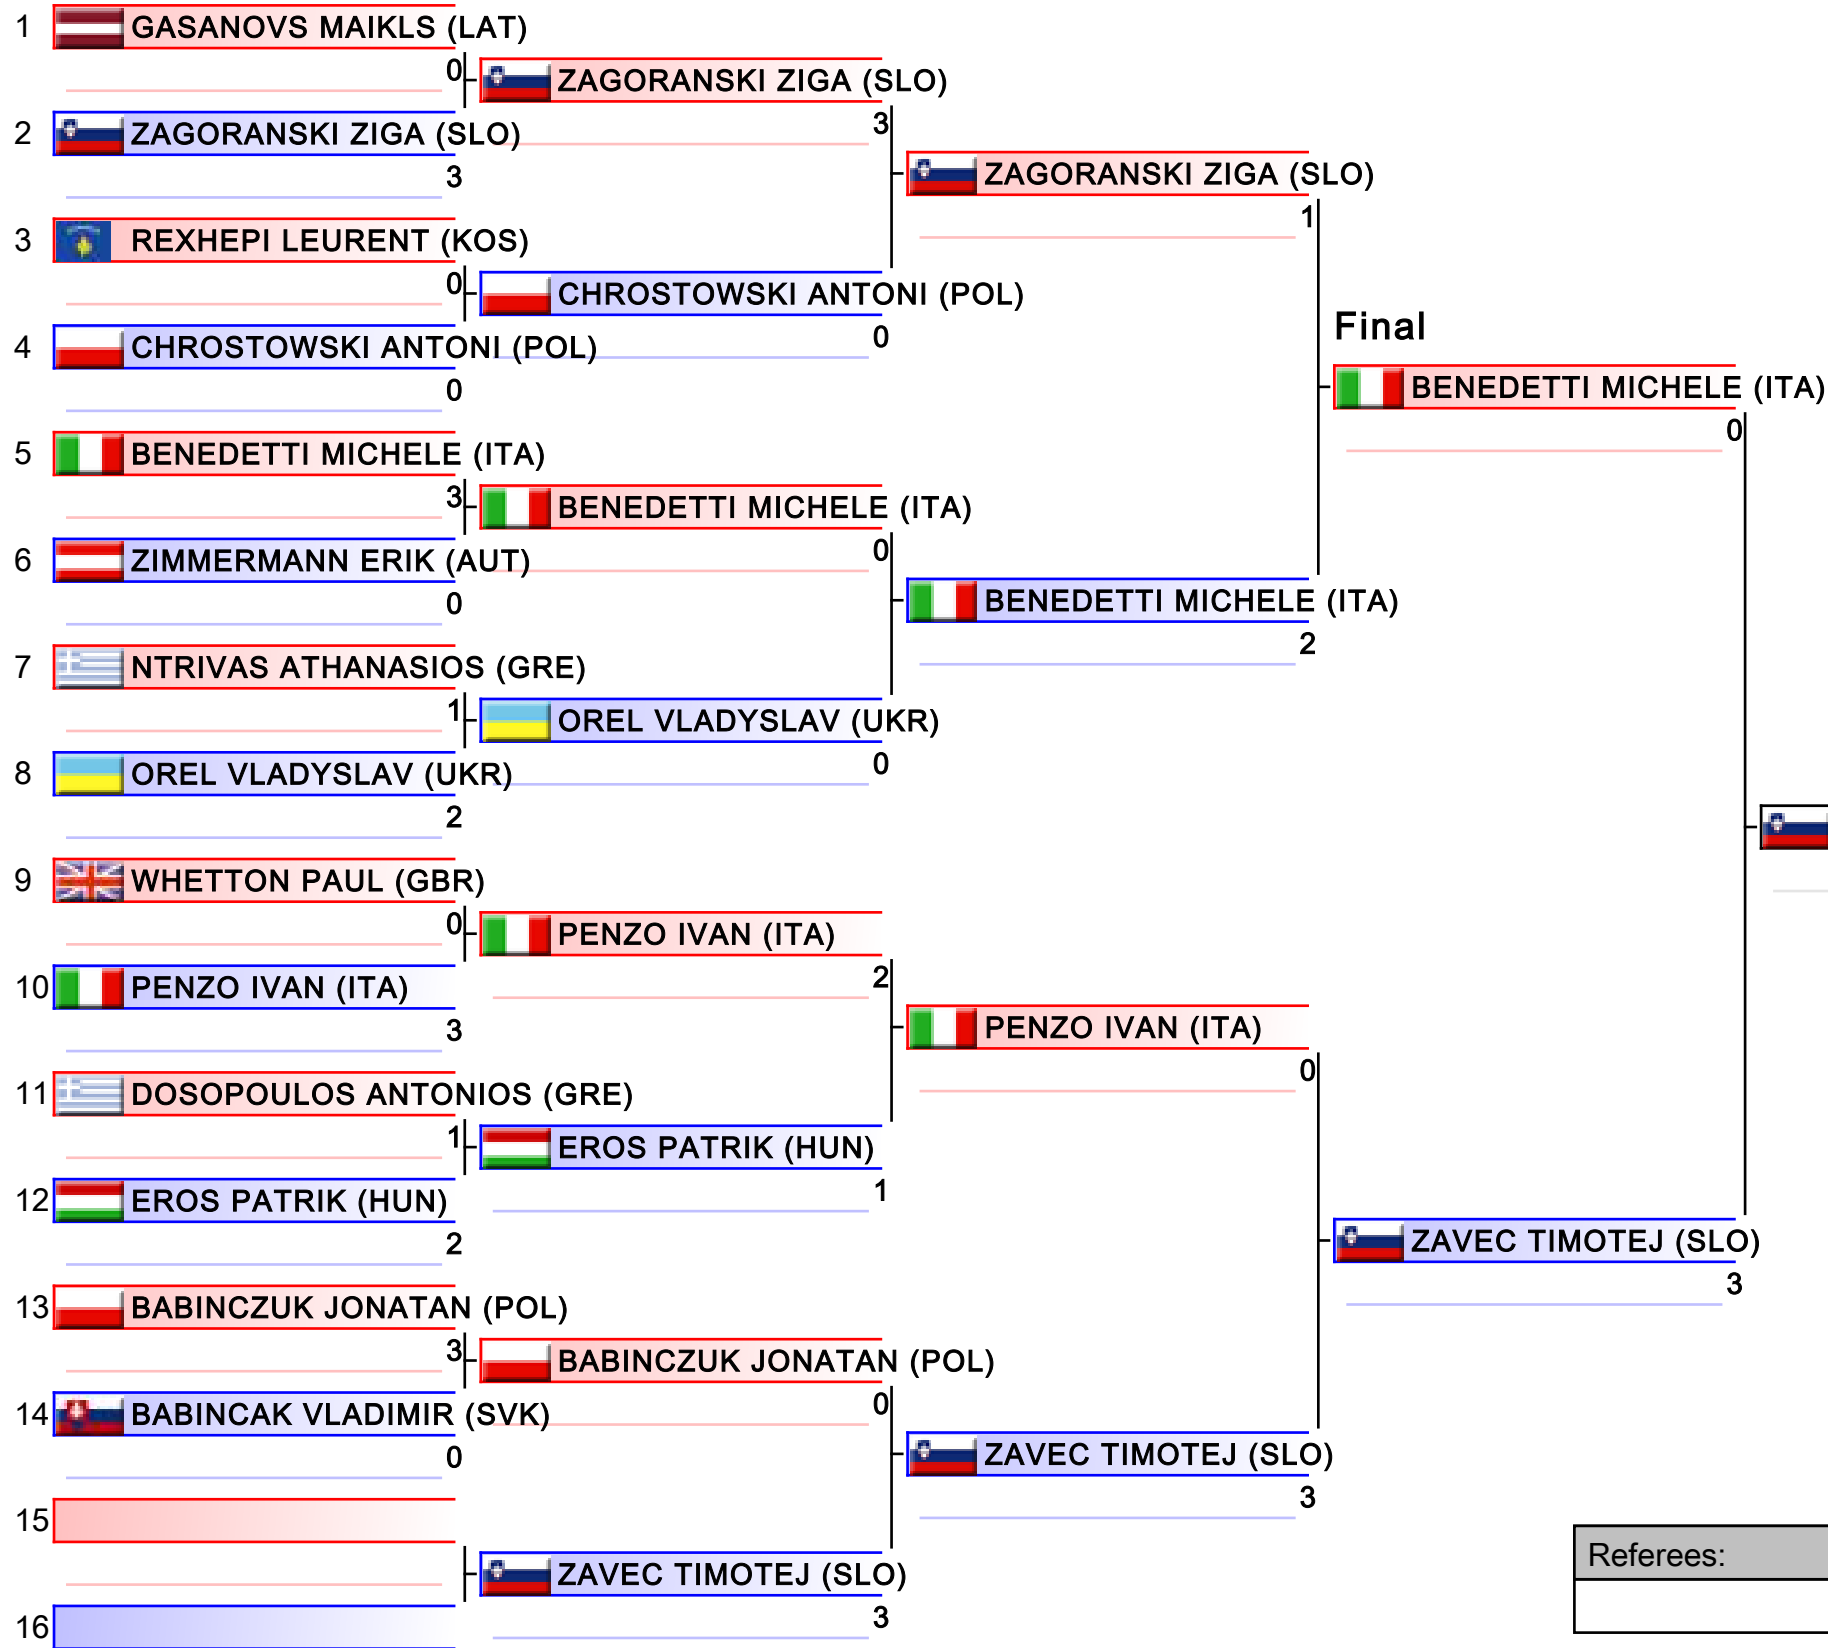 1 GASANOVS MAIKLS (LAT)
0
ZAGORANSKI ZIGA (SLO)
3
2 ZAGORANSKI ZIGA (SLO)
3
ZAGORANSKI ZIGA (SLO)
1
3 REXHEPI LEURENT (KOS)
0
CHROSTOWSKI ANTONI (POL)
0
4 CHROSTOWSKI ANTONI (POL)
0
Final
BENEDETTI MICHELE (ITA)
0
5 BENEDETTI MICHELE (ITA)
3
BENEDETTI MICHELE (ITA)
0
6 ZIMMERMANN ERIK (AUT)
0
BENEDETTI MICHELE (ITA)
2
7 NTRIVAS ATHANASIOS (GRE)
1
OREL VLADYSLAV (UKR)
0
8 OREL VLADYSLAV (UKR)
2
9 WHETTON PAUL (GBR)
0
PENZO IVAN (ITA)
2
10 PENZO IVAN (ITA)
3
PENZO IVAN (ITA)
0
11 DOSOPOULOS ANTONIOS (GRE)
1
EROS PATRIK (HUN)
1
12 EROS PATRIK (HUN)
2
ZAVEC TIMOTEJ (SLO)
3
13 BABINCZUK JONATAN (POL)
3
BABINCZUK JONATAN (POL)
0
14 BABINCAK VLADIMIR (SVK)
0
ZAVEC TIMOTEJ (SLO)
3
15
ZAVEC TIMOTEJ (SLO)
3
16
Referees: